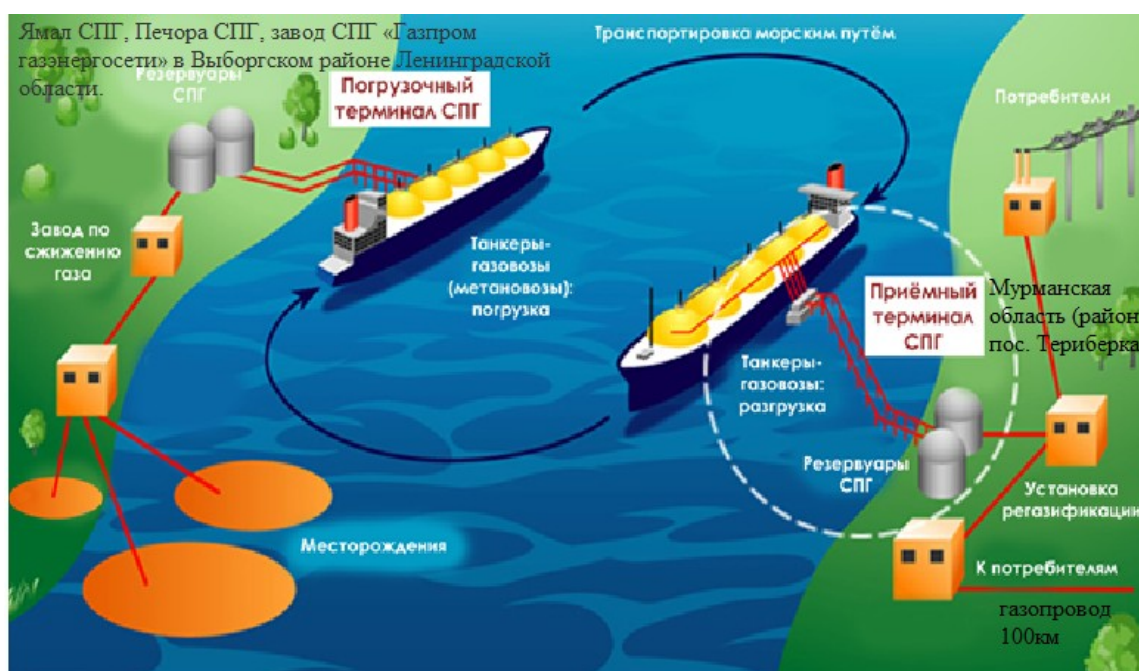 Ямал СПГ, Печора СПГ, завод СПГ «Газпром
газэнергосети» в Выборгском районе Ленинградской
области.
Резервуары
СПГ
Погрузочный
терминал СПГ
Транспортировка морским путём
Потребители
Завод по
сжижению
газа
Танкеры-
газовозы
(метановозы):
погрузка
Приёмный
терминал
СПГ
Мурманская
область (район
пос. Териберка
Танкеры-
газовозы:
разгрузка
Резервуары
СПГ
Установка
регазификации
Месторождения
К потребителям
газопровод
100км